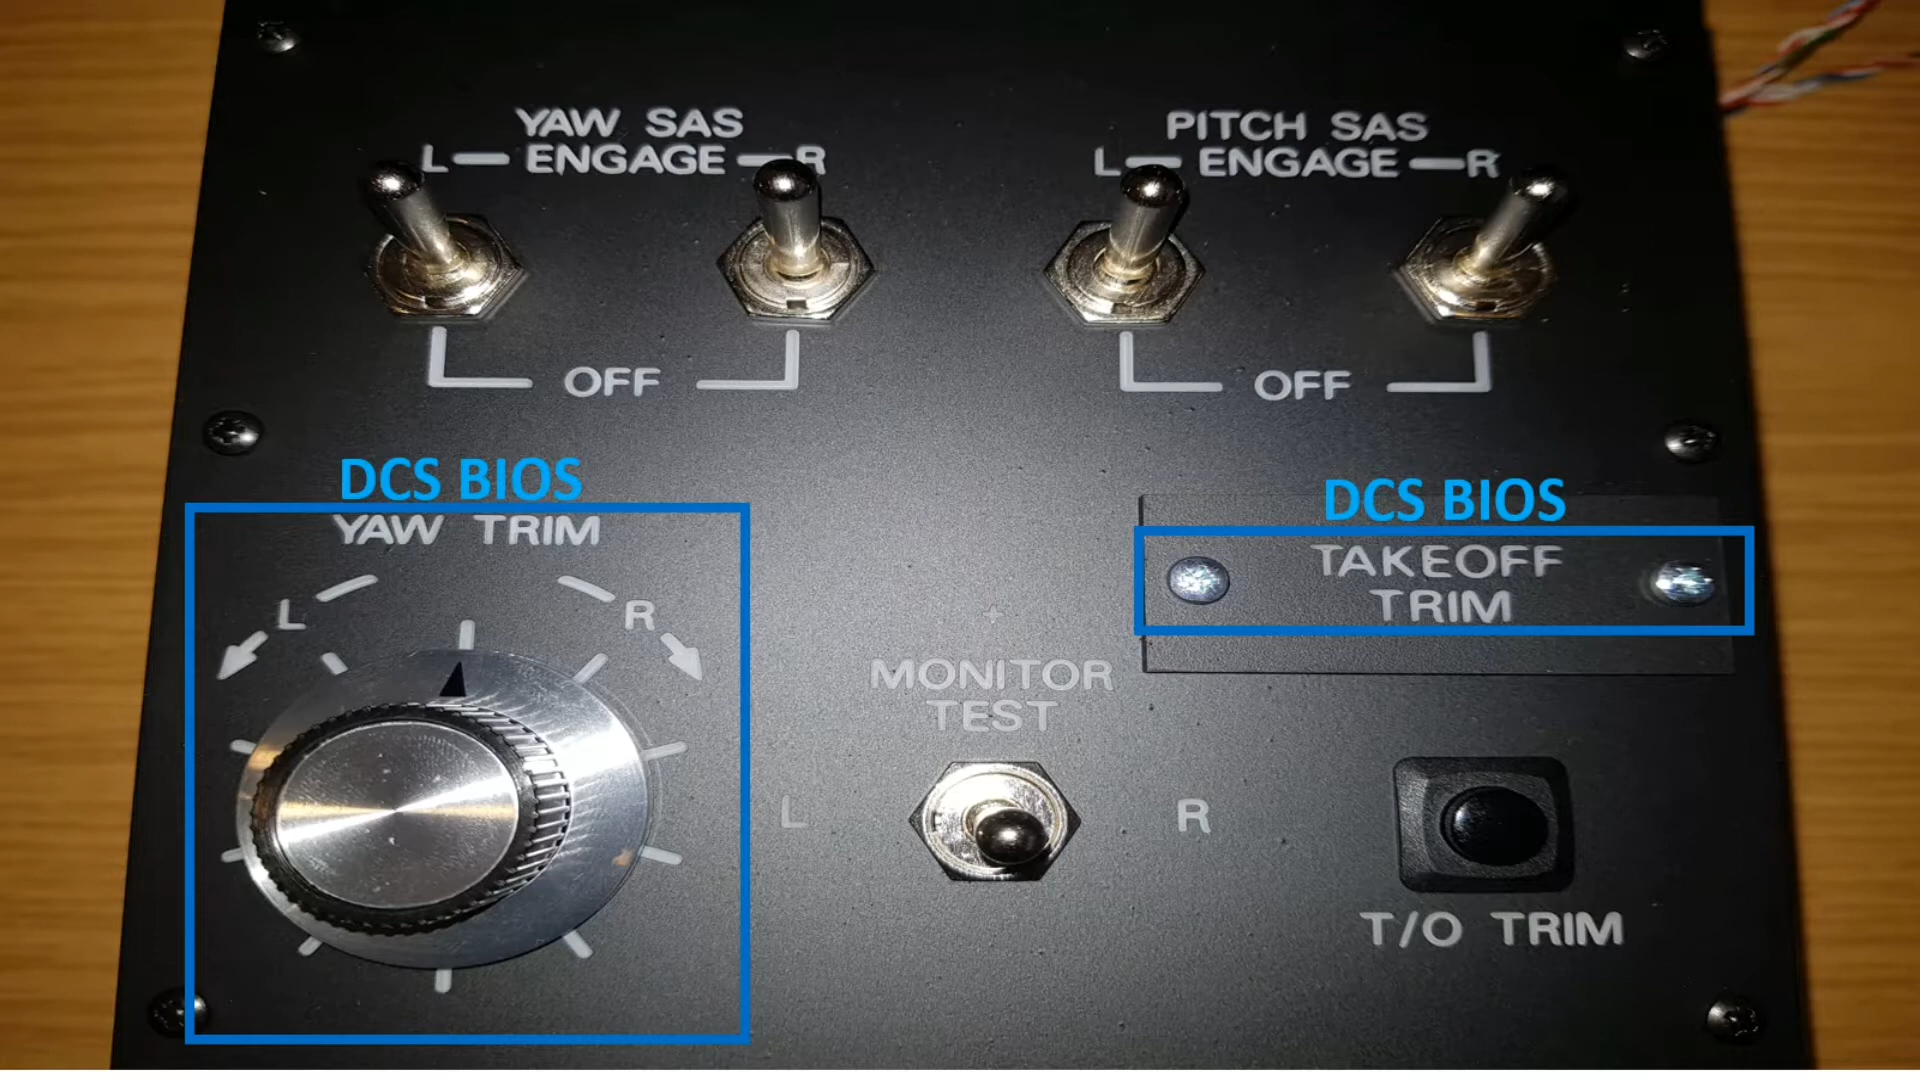 YAW SAS
L ENGAGE R
OFF
PITCH SAS
L ENGAGE R
OFF
DCS BIOS
YAW TRIM
L R
DCS BIOS
TAKEOFF
TRIM
MONITOR
TEST
L R
T/O TRIM